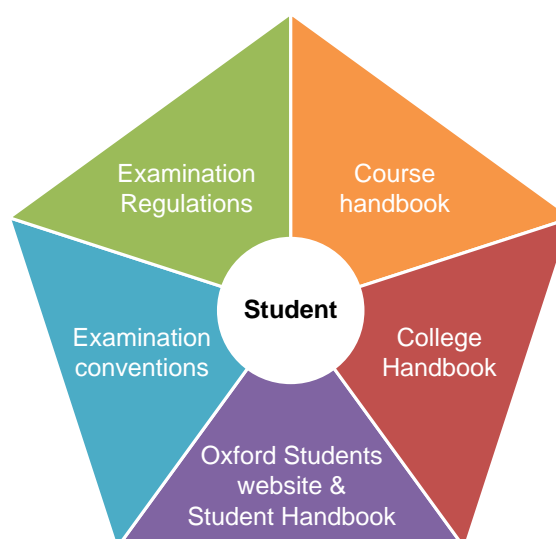 Examination
Regulations
Course
handbook
Student
Examination
conventions
College
Handbook
Oxford Students
website &
Student Handbook